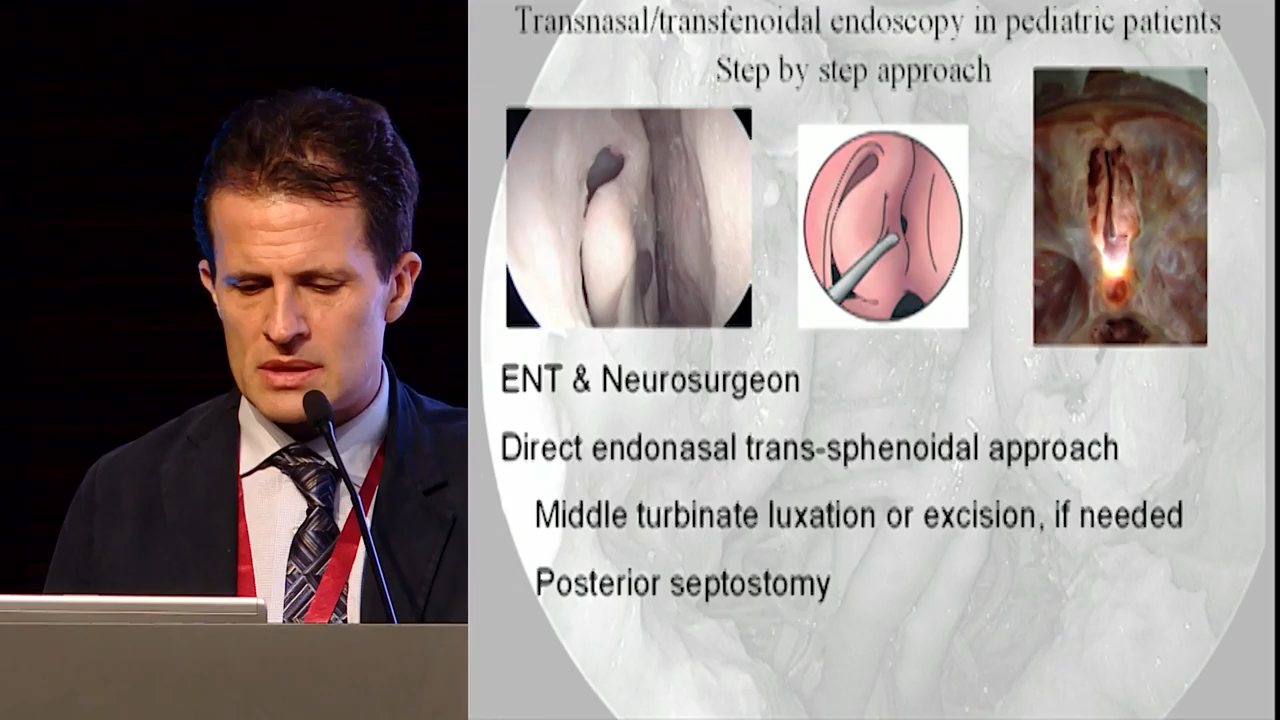 Transnasal/transfenoidal endoscopy in pediatric patients
Step by step approach
ENT & Neurosurgeon
Direct endonasal trans-sphenoidal approach
Middle turbinate luxation or excision, if needed
Posterior septostomy